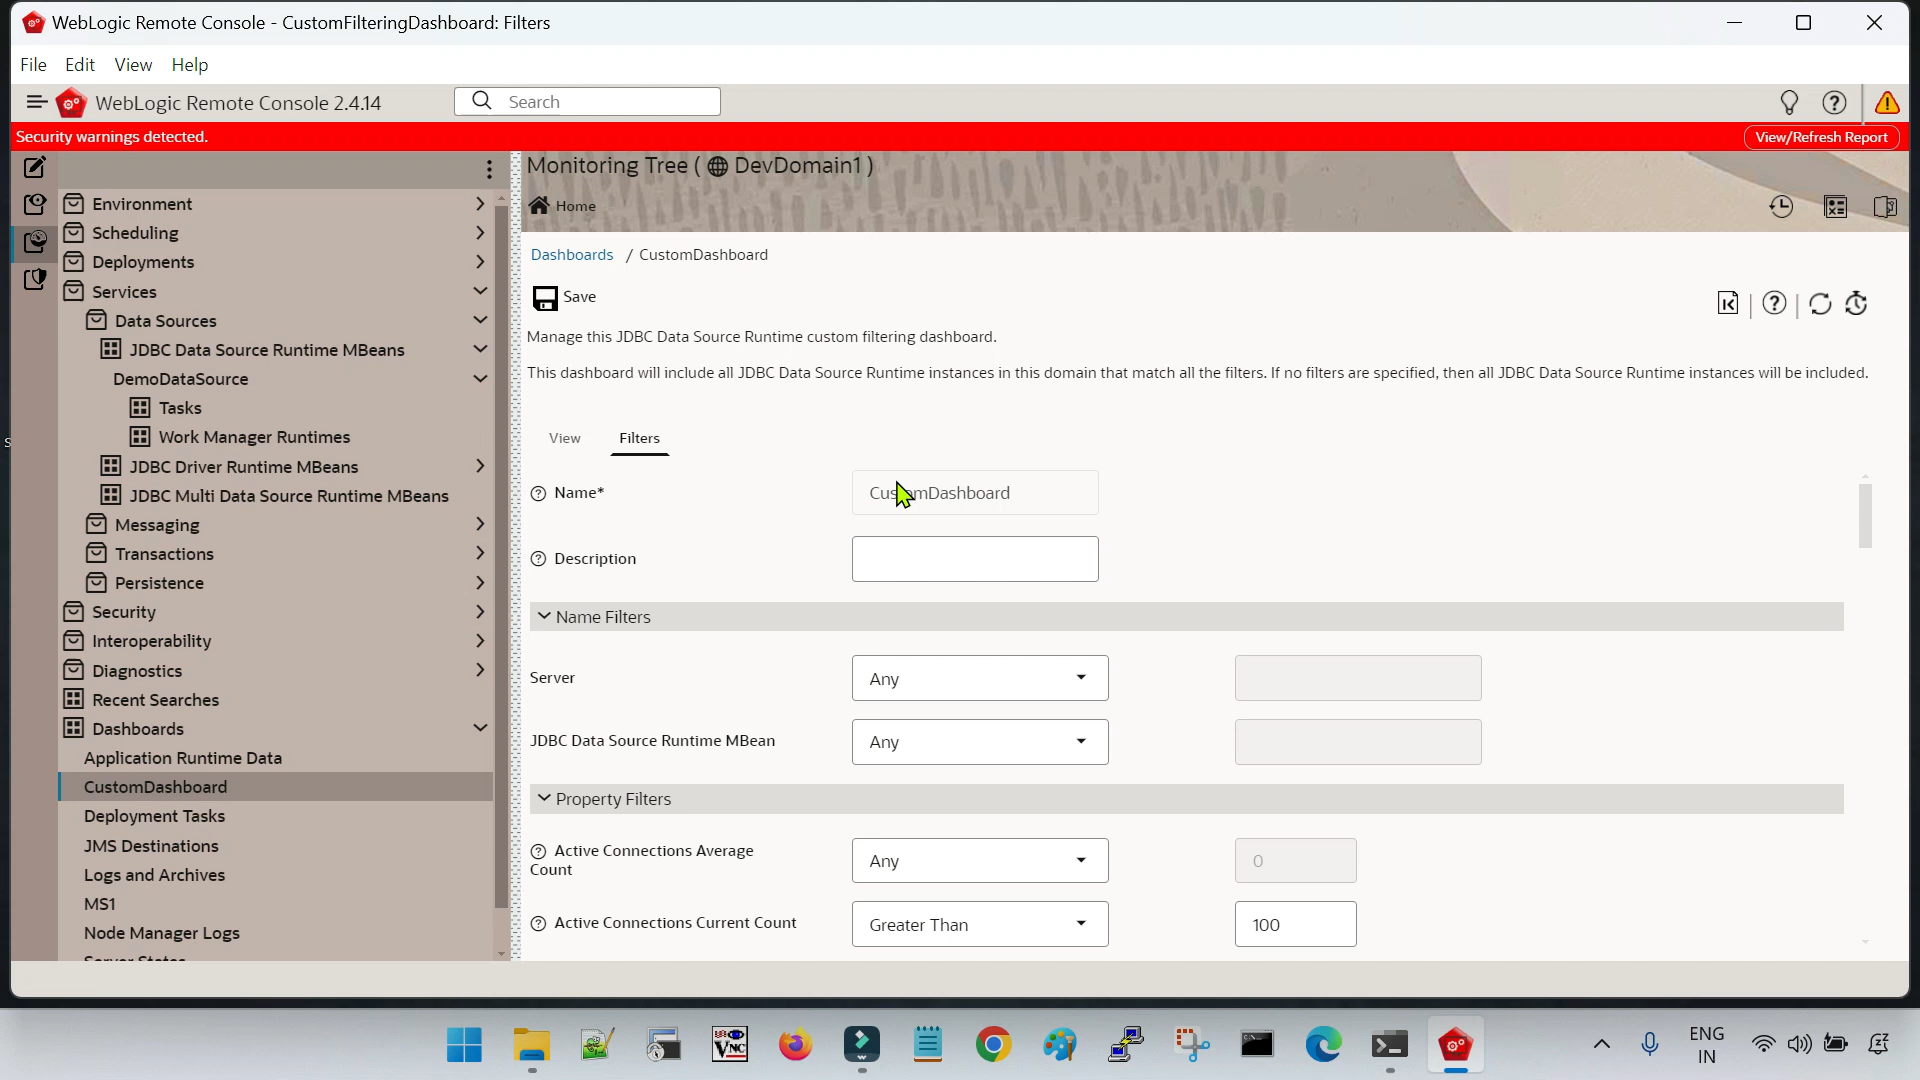 WebLogic Remote Console - CustomFilteringDashboard: Filters
File Edit View Help
WebLogic Remote Console 2.4.14
Search
Security warnings detected.
View/Refresh Report
Environment
Scheduling
Deployments
Services
Data Sources
JDBC Data Source Runtime MBeans
DemoDataSource
Tasks
Work Manager Runtimes
JDBC Driver Runtime MBeans
JDBC Multi Data Source Runtime MBeans
Messaging
Transactions
Persistence
Security
Interoperability
Diagnostics
Recent Searches
Dashboards
Application Runtime Data
CustomDashboard
Deployment Tasks
JMS Destinations
Logs and Archives
MS1
Node Manager Logs
Monitoring Tree ( DevDomain1 )
Home
Dashboards / CustomDashboard
Save
Manage this JDBC Data Source Runtime custom filtering dashboard.
This dashboard will include all JDBC Data Source Runtime instances in this domain that match all the filters. If no filters are specified, then all JDBC Data Source Runtime instances will be included.
View Filters
Name* CustomDashboard
Description
Name Filters
Server Any
JDBC Data Source Runtime MBean Any
Property Filters
Active Connections Average
Count Any 0
Active Connections Current Count Greater Than 100
ENG
IN